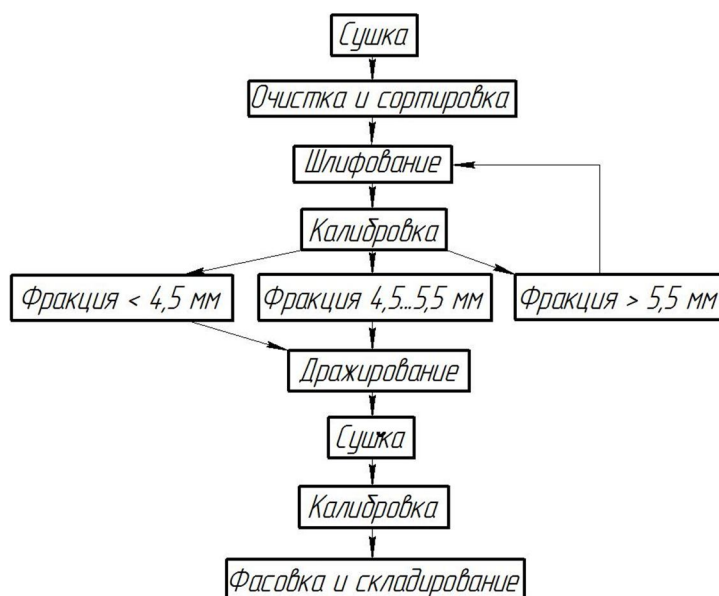 Сушка
Очистка и сортировка
Шлифование
Калибровка
Фракция < 4,5 мм
Фракция 4,5...5,5 мм
Фракция > 5,5 мм
Дражирование
Сушка
Калибровка
Фасовка и складирование